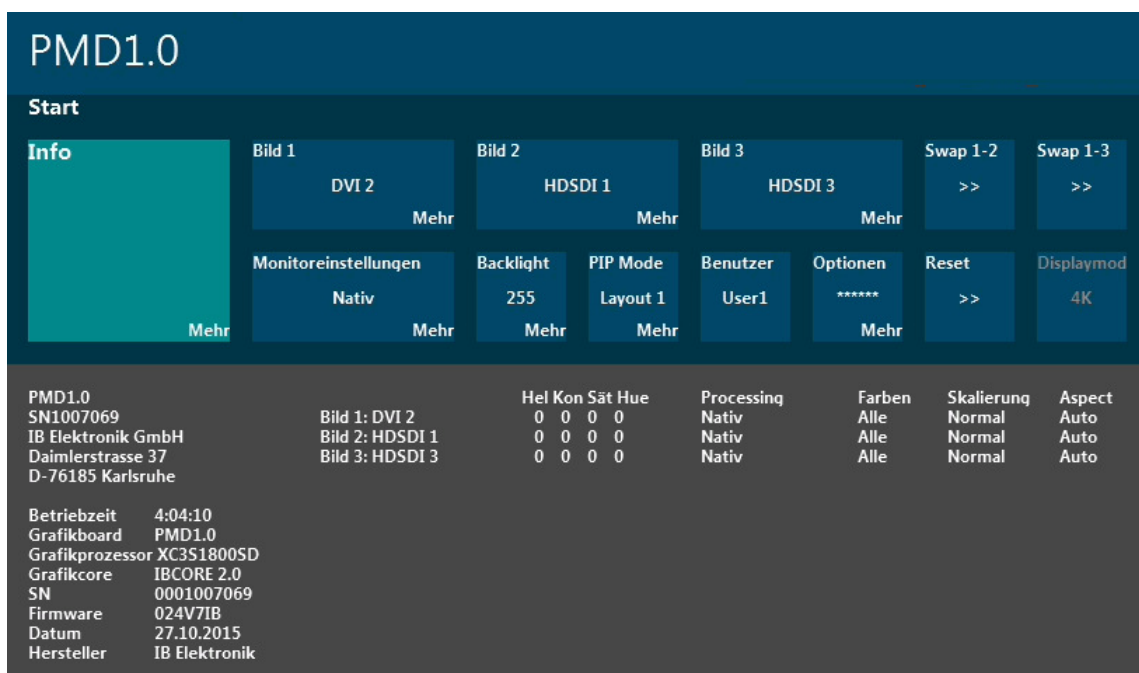 PMD1.0
Start
Info
Mehr
Bild 1
DVI 2
Mehr
Bild 2
HDSDI 1
Mehr
Bild 3
HDSDI 3
Mehr
Swap 1-2
>>
Swap 1-3
>>
Monitoreinstellungen
Nativ
Mehr
Backlight
255
Mehr
PIP Mode
Layout 1
Mehr
Benutzer
User1
Optionen
******
Mehr
Reset
>>
Displaymod
4K
PMD1.0
SN1007069
IB Elektronik GmbH
Daimlerstrasse 37
D-76185 Karlsruhe
Hel Kon Sät Hue Processing Farben Skalierung Aspect
Bild 1: DVI 2 0 0 0 0 Nativ Alle Normal Auto
Bild 2: HDSDI 1 0 0 0 0 Nativ Alle Normal Auto
Bild 3: HDSDI 3 0 0 0 0 Nativ Alle Normal Auto
Betriebzeit 4:04:10
Grafikboard PMD1.0
Grafikprozessor XC3S1800SD
Grafikcore IBCORE 2.0
SN 0001007069
Firmware 024V7IB
Datum 27.10.2015
Hersteller IB Elektronik